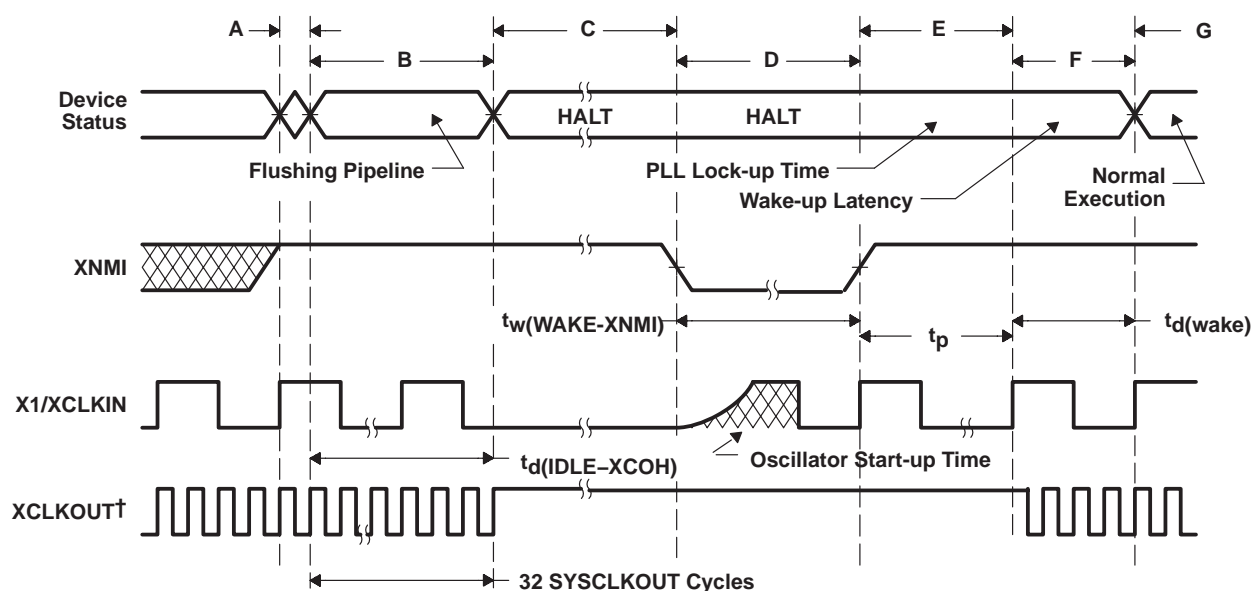 A
B
C
D
E
F
G
Device
Status
HALT
HALT
Flushing Pipeline
PLL Lock-up Time
Wake-up Latency
Normal
Execution
XNMI
tw(WAKE-XNMI)
tp
td(wake)
X1/XCLKIN
td(IDLE–XCOH)
Oscillator Start-up Time
XCLKOUT†
32 SYSCLKOUT Cycles